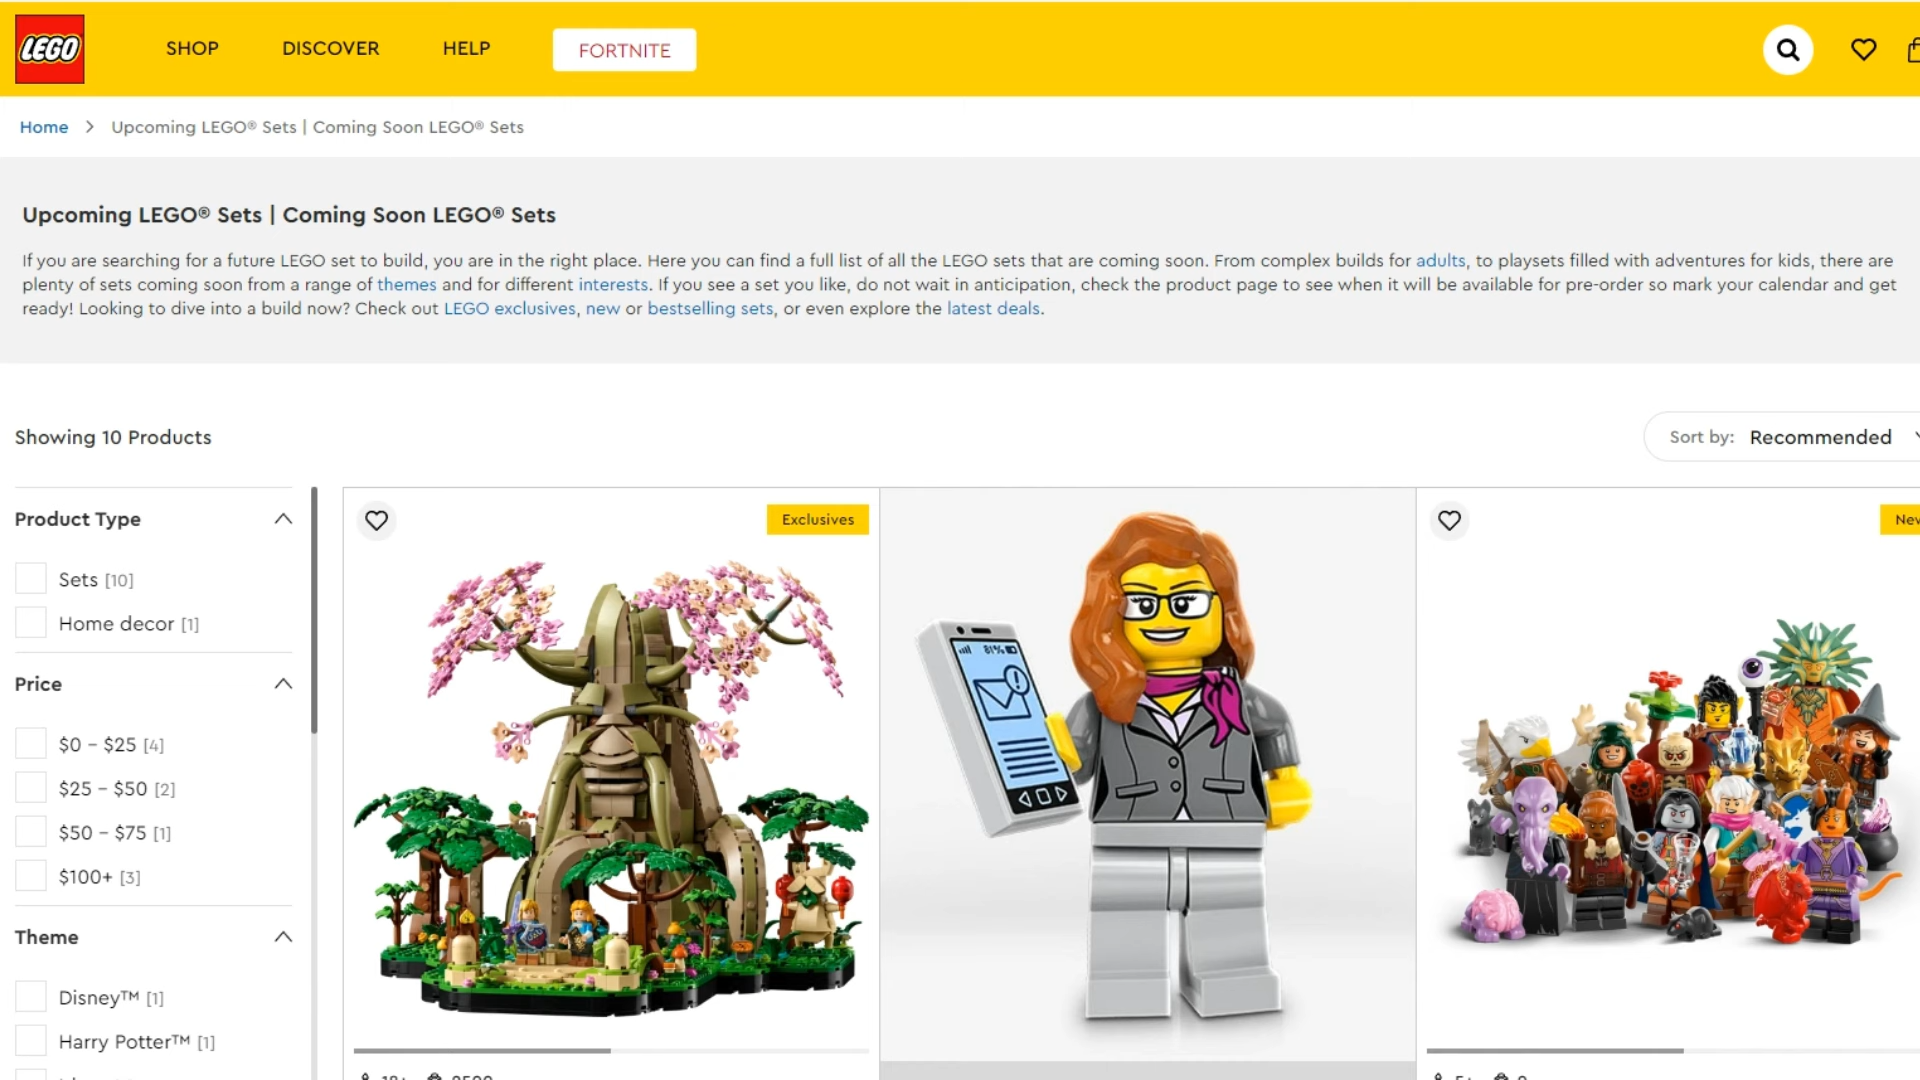 LEGO
SHOP
DISCOVER
HELP
FORTNITE
Home > Upcoming LEGO® Sets | Coming Soon LEGO® Sets
Upcoming LEGO® Sets | Coming Soon LEGO® Sets
If you are searching for a future LEGO set to build, you are in the right place. Here you can find a full list of all the LEGO sets that are coming soon. From complex builds for adults, to playsets filled with adventures for kids, there are
plenty of sets coming soon from a range of themes and for different interests. If you see a set you like, do not wait in anticipation, check the product page to see when it will be available for pre-order so mark your calendar and get
ready! Looking to dive into a build now? Check out LEGO exclusives, new or bestselling sets, or even explore the latest deals.
Showing 10 Products
Sort by: Recommended
Product Type
Sets [10]
Home decor [1]
Price
$0 – $25 [4]
$25 – $50 [2]
$50 – $75 [1]
$100+ [3]
Theme
Disney™ [1]
Harry Potter™ [1]
Exclusives
81%
18+ 2500